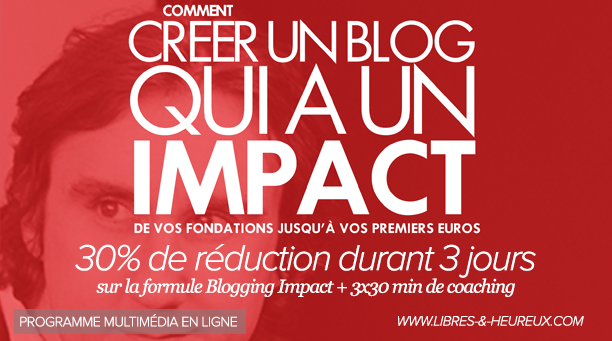 COMMENT
CREER UN BLOG
QUI A UN
IMPACT
DE VOS FONDATIONS JUSQU'À VOS PREMIERS EUROS
30% de réduction durant 3 jours
sur la formule Blogging Impact + 3x30 min de coaching
PROGRAMME MULTIMÉDIA EN LIGNE
WWW.LIBRES-&-HEUREUX.COM